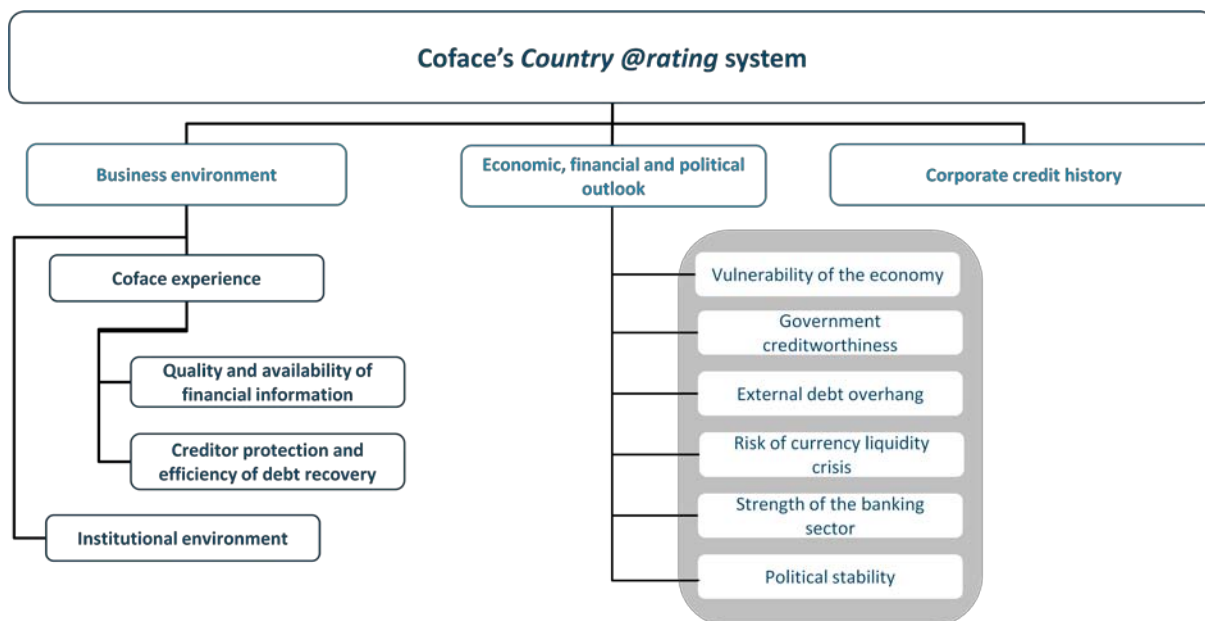 Coface's Country @rating system
Business environment
Economic, financial and political
outlook
Corporate credit history
Coface experience
Quality and availability of
financial information
Creditor protection and
efficiency of debt recovery
Institutional environment
Vulnerability of the economy
Government
creditworthiness
External debt overhang
Risk of currency liquidity
crisis
Strength of the banking
sector
Political stability